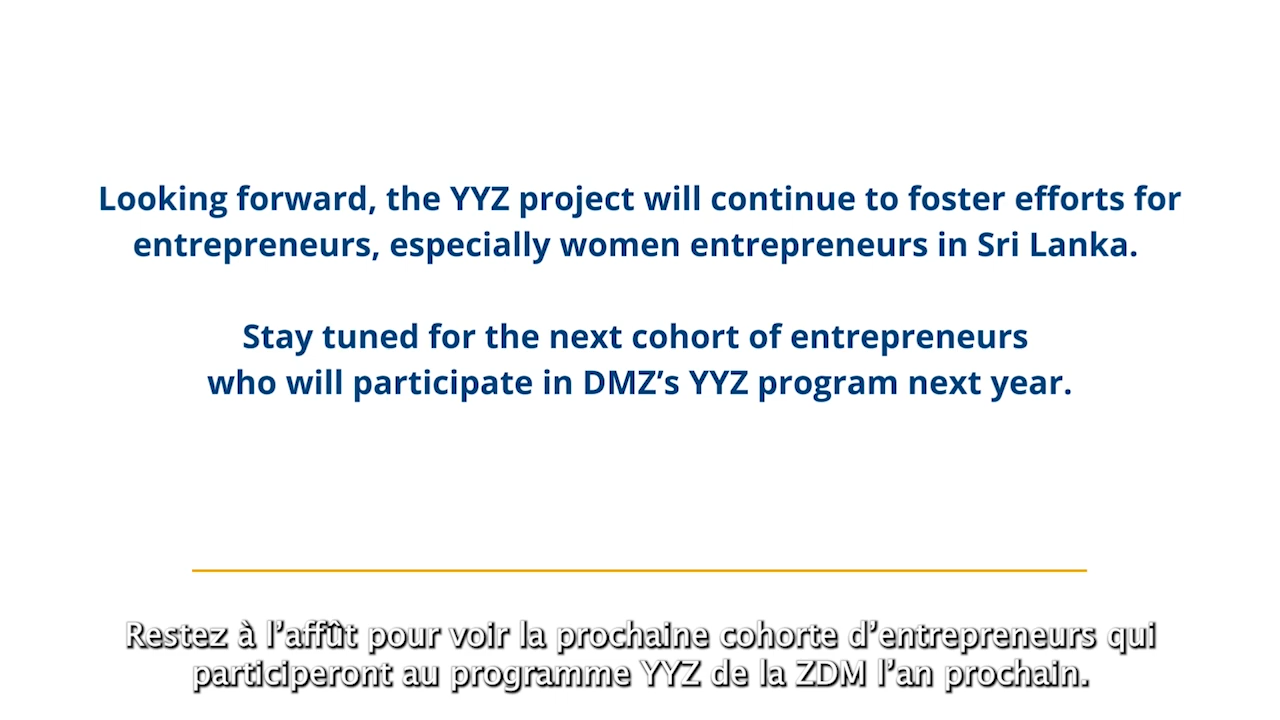 Looking forward, the YYZ project will continue to foster efforts for
entrepreneurs, especially women entrepreneurs in Sri Lanka.
Stay tuned for the next cohort of entrepreneurs
who will participate in DMZ’s YYZ program next year.
Restez à l’affût pour voir la prochaine cohorte d’entrepreneurs qui
participeront au programme YYZ de la ZDM l’an prochain.